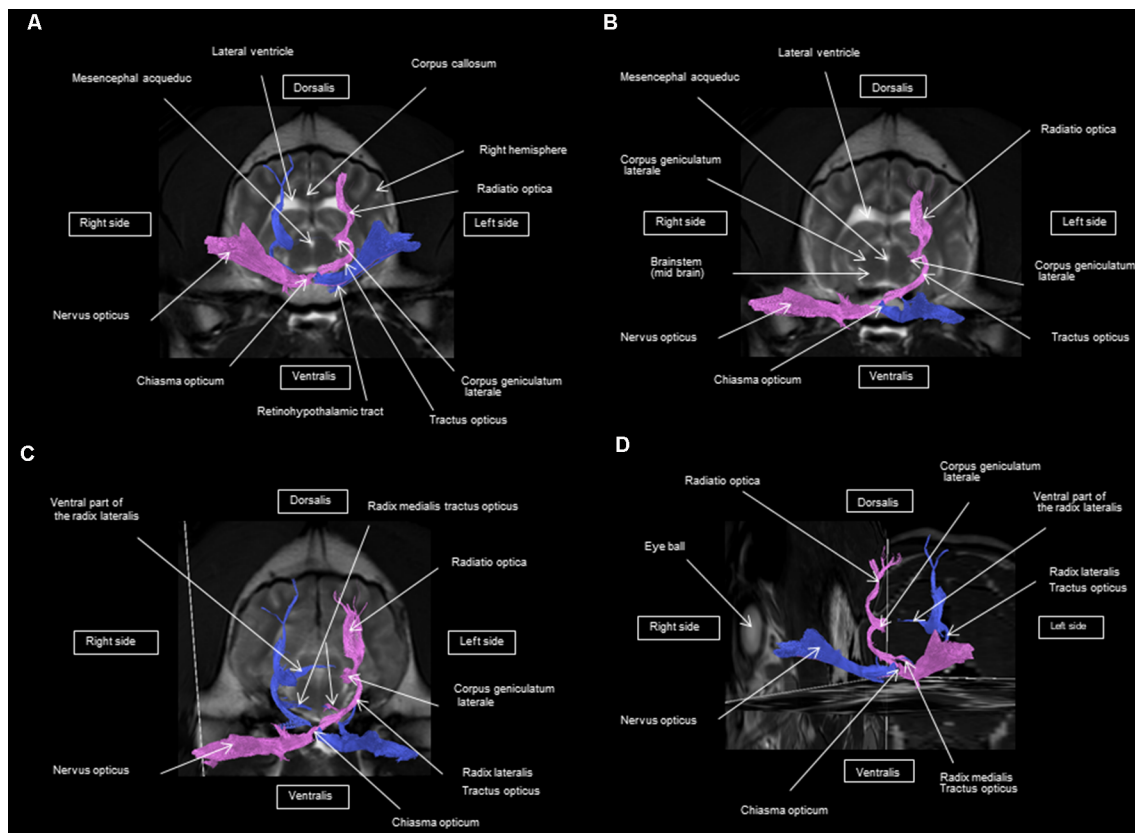 A
Lateral ventricle
Mesencephal acqueduc
Corpus callosum
Dorsalis
Right hemisphere
Radiatio optica
Right side
Left side
Nervus opticus
Chiasma opticum
Ventralis
Corpus geniculatum
laterale
Retinohypothalamic tract
Tractus opticus
B
Lateral ventricle
Mesencephal acqueduc
Dorsalis
Radiatio optica
Corpus geniculatum
laterale
Right side
Left side
Brainstem
(mid brain)
Corpus geniculatum
laterale
Nervus opticus
Tractus opticus
Chiasma opticum
Ventralis
C
Ventral part of
the radix lateralis
Dorsalis
Radix medialis tractus opticus
Radiatio optica
Right side
Left side
Corpus geniculatum
laterale
Nervus opticus
Radix lateralis
Tractus opticus
Ventralis
Chiasma opticum
D
Corpus geniculatum
laterale
Radiatio optica
Dorsalis
Ventral part of
the radix lateralis
Eye ball
Radix lateralis
Tractus opticus
Right side
Left side
Nervus opticus
Ventralis
Radix medialis
Tractus opticus
Chiasma opticum